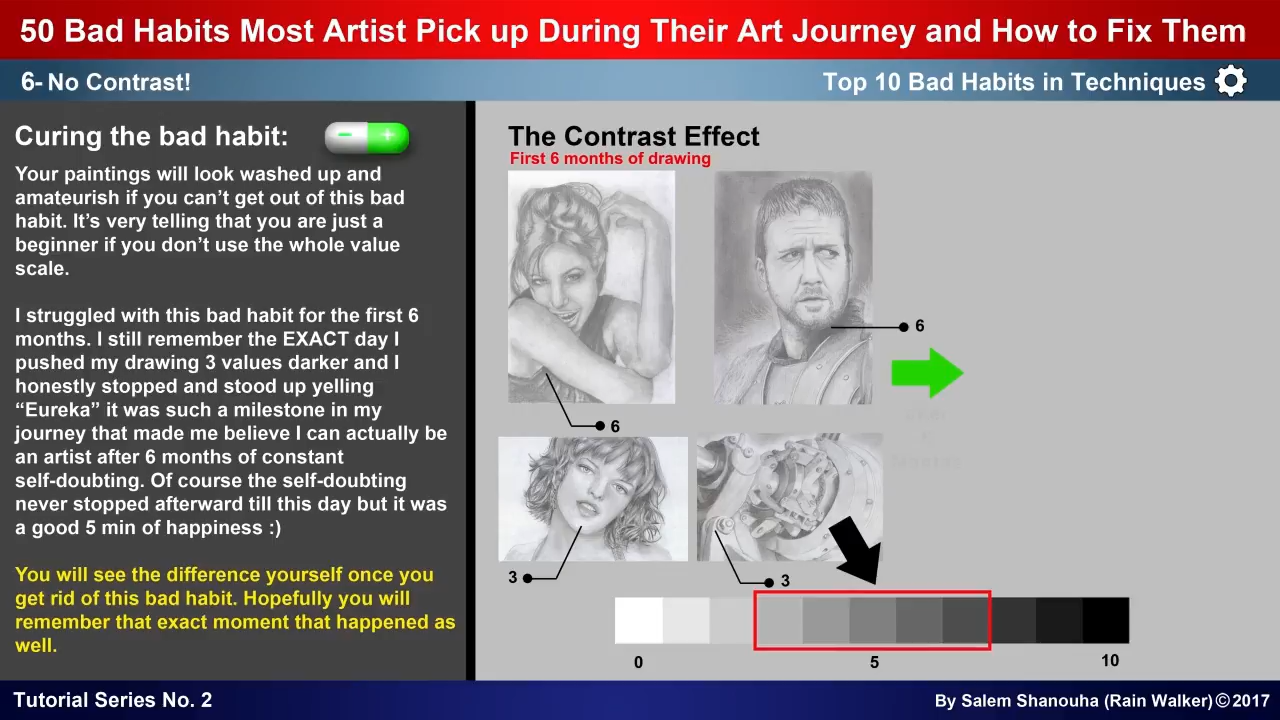 50 Bad Habits Most Artist Pick up During Their Art Journey and How to Fix Them
6- No Contrast!
Top 10 Bad Habits in Techniques
Curing the bad habit:
Your paintings will look washed up and
amateurish if you can’t get out of this bad
habit. It’s very telling that you are just a
beginner if you don’t use the whole value
scale.
I struggled with this bad habit for the first 6
months. I still remember the EXACT day I
pushed my drawing 3 values darker and I
honestly stopped and stood up yelling
“Eureka” it was such a milestone in my
journey that made me believe I can actually be
an artist after 6 months of constant
self-doubting. Of course the self-doubting
never stopped afterward till this day but it was
a good 5 min of happiness :)
You will see the difference yourself once you
get rid of this bad habit. Hopefully you will
remember that exact moment that happened as
well.
The Contrast Effect
First 6 months of drawing
6
6
3
3
0
5
10
Tutorial Series No. 2
By Salem Shanouha (Rain Walker)©2017